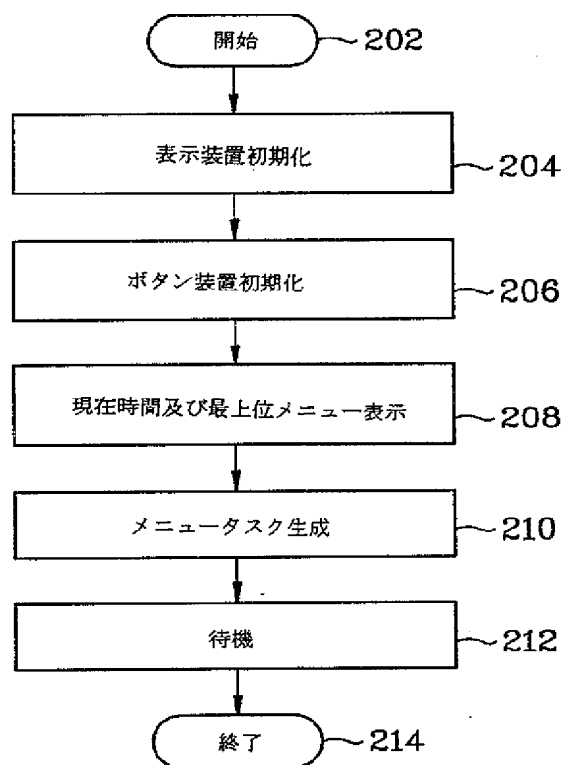 開始 202
表示装置初期化 204
ボタン装置初期化 206
現在時間及び最上位メニュー表示 208
メニュータスク生成 210
待機 212
終了 214